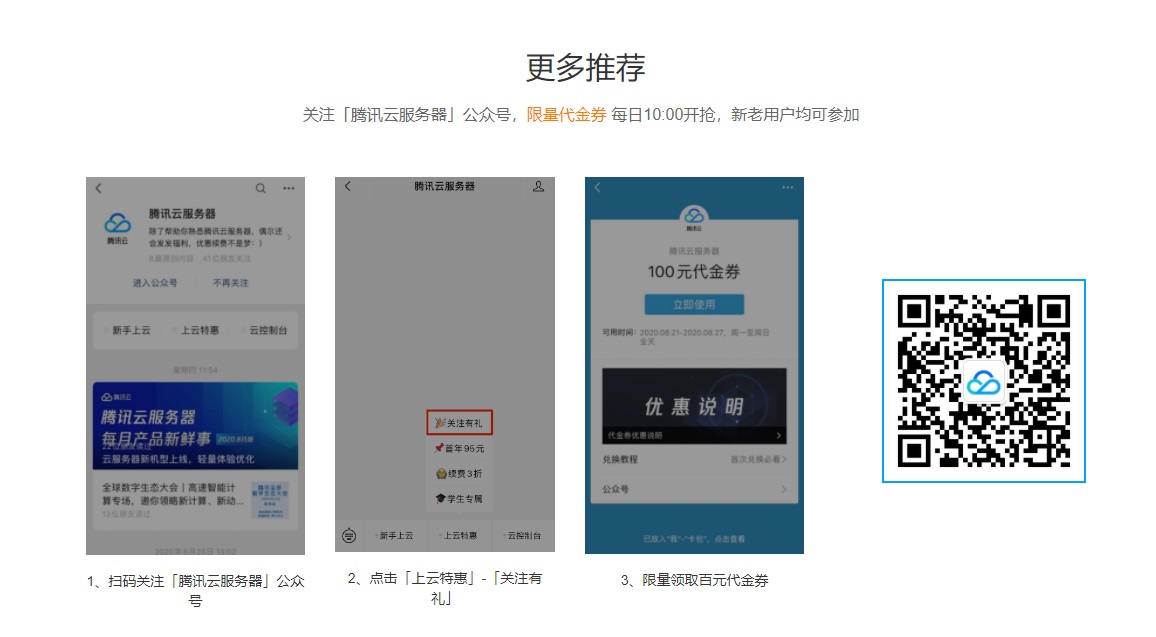 更多推荐
关注「腾讯云服务器」公众号，限量代金券 每日10:00开抢，新老用户均可参加
腾讯云服务器
除了帮助你熟悉腾讯云服务器，偶尔还
会发发福利，优惠续费不是梦：）
腾讯云
41位朋友关注
进入公众号 不再关注
新手上云 上云特惠 云控制台
星期四 11:54
腾讯云
腾讯云服务器
每月产品新鲜事 2020.8月版
云服务器新机型上线，轻量体验优化
全球数字生态大会丨高速智能计
算专场，邀你领略新计算、新动...
13位朋友读过
2020年8月26日 13:02
1、扫码关注「腾讯云服务器」公众
号
腾讯云服务器
关注有礼
首年95元
续费3折
学生专属
新手上云 上云特惠 云控制台
2、点击「上云特惠」-「关注有
礼」
腾讯云
腾讯云服务器
100元代金券
立即使用
可用时间：2020.08.21-2020.08.27，周一至周日
全天
优惠说明
代金券优惠说明
兑换教程 首次兑换必看
公众号
已放入“我”-“卡包”，点击查看
3、限量领取百元代金券